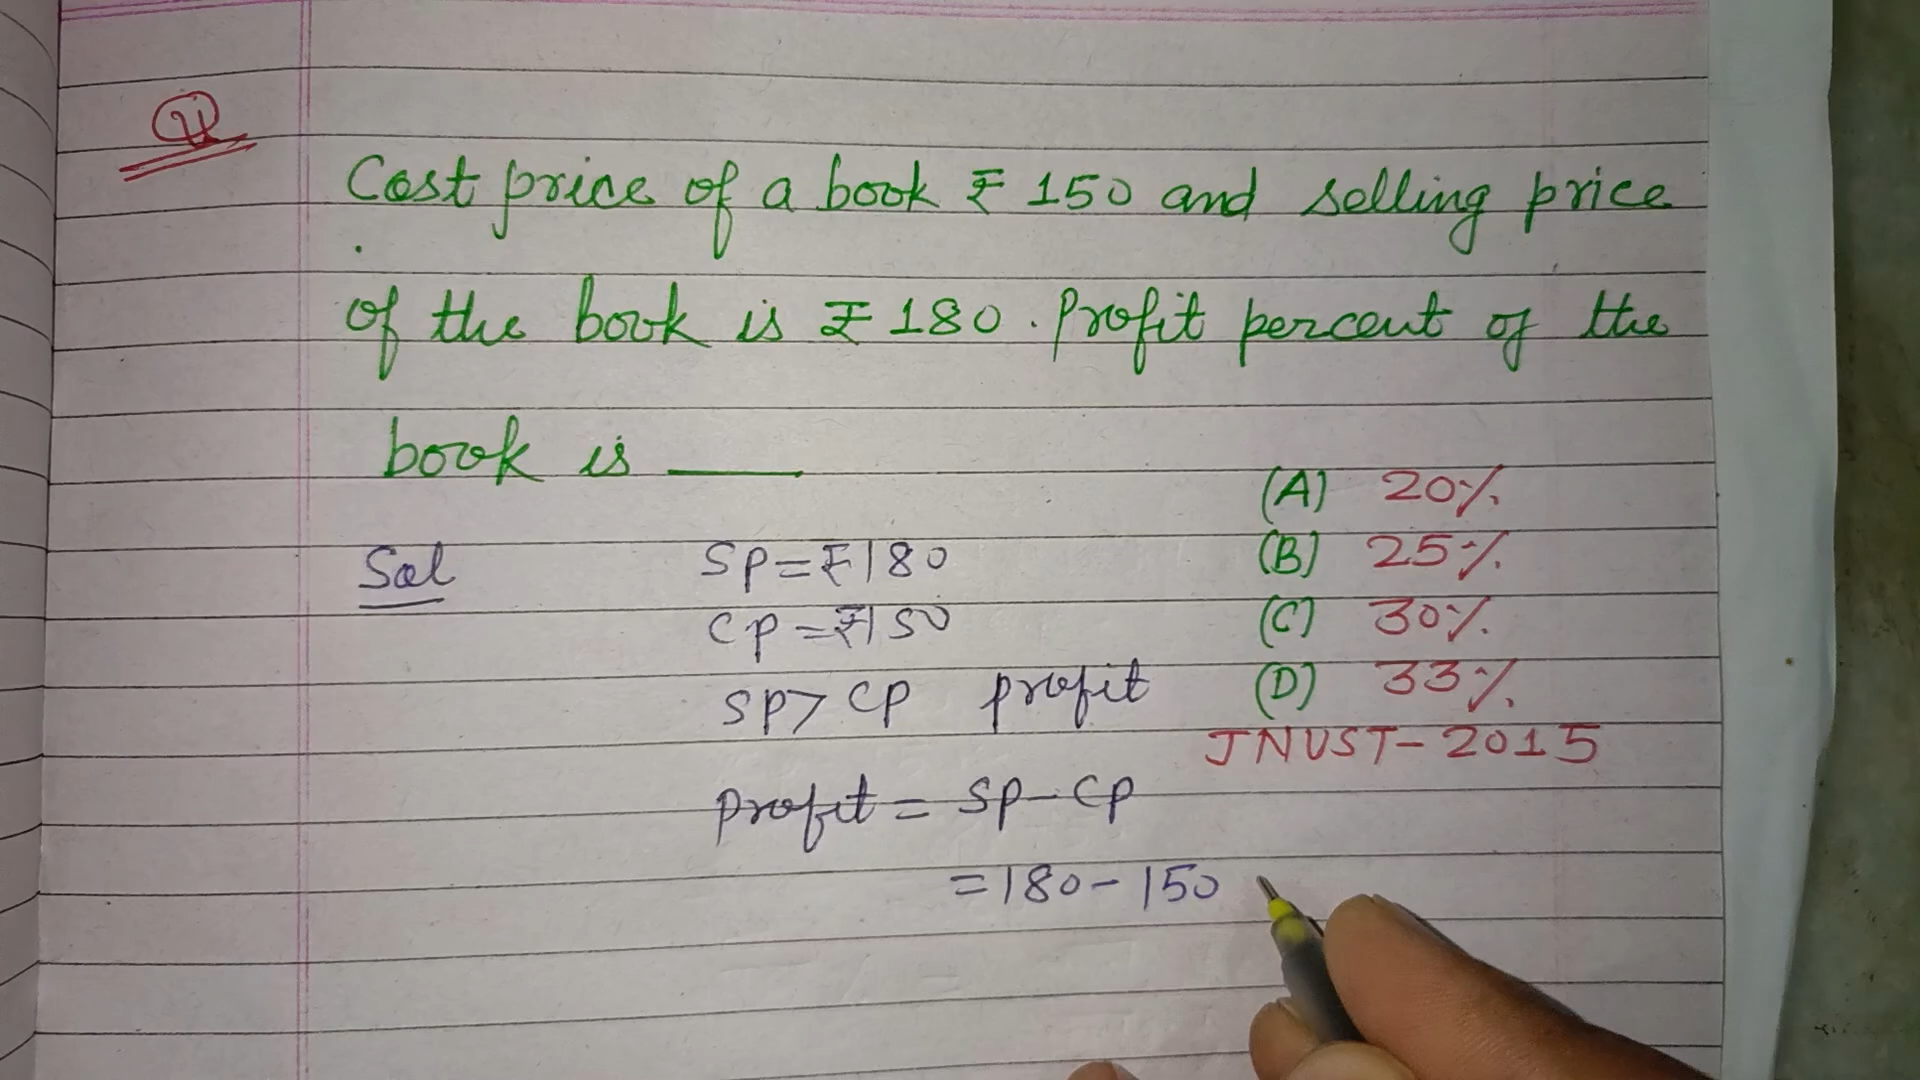 Q
Cost price of a book ₹ 150 and selling price
of the book is ₹ 180. Profit percent of the
book is ____
(A) 20%
(B) 25%
(C) 30%
(D) 33%
JNUST-2015
Sol
SP=₹180
CP=₹150
SP> CP profit
Profit = SP-CP
=180-150